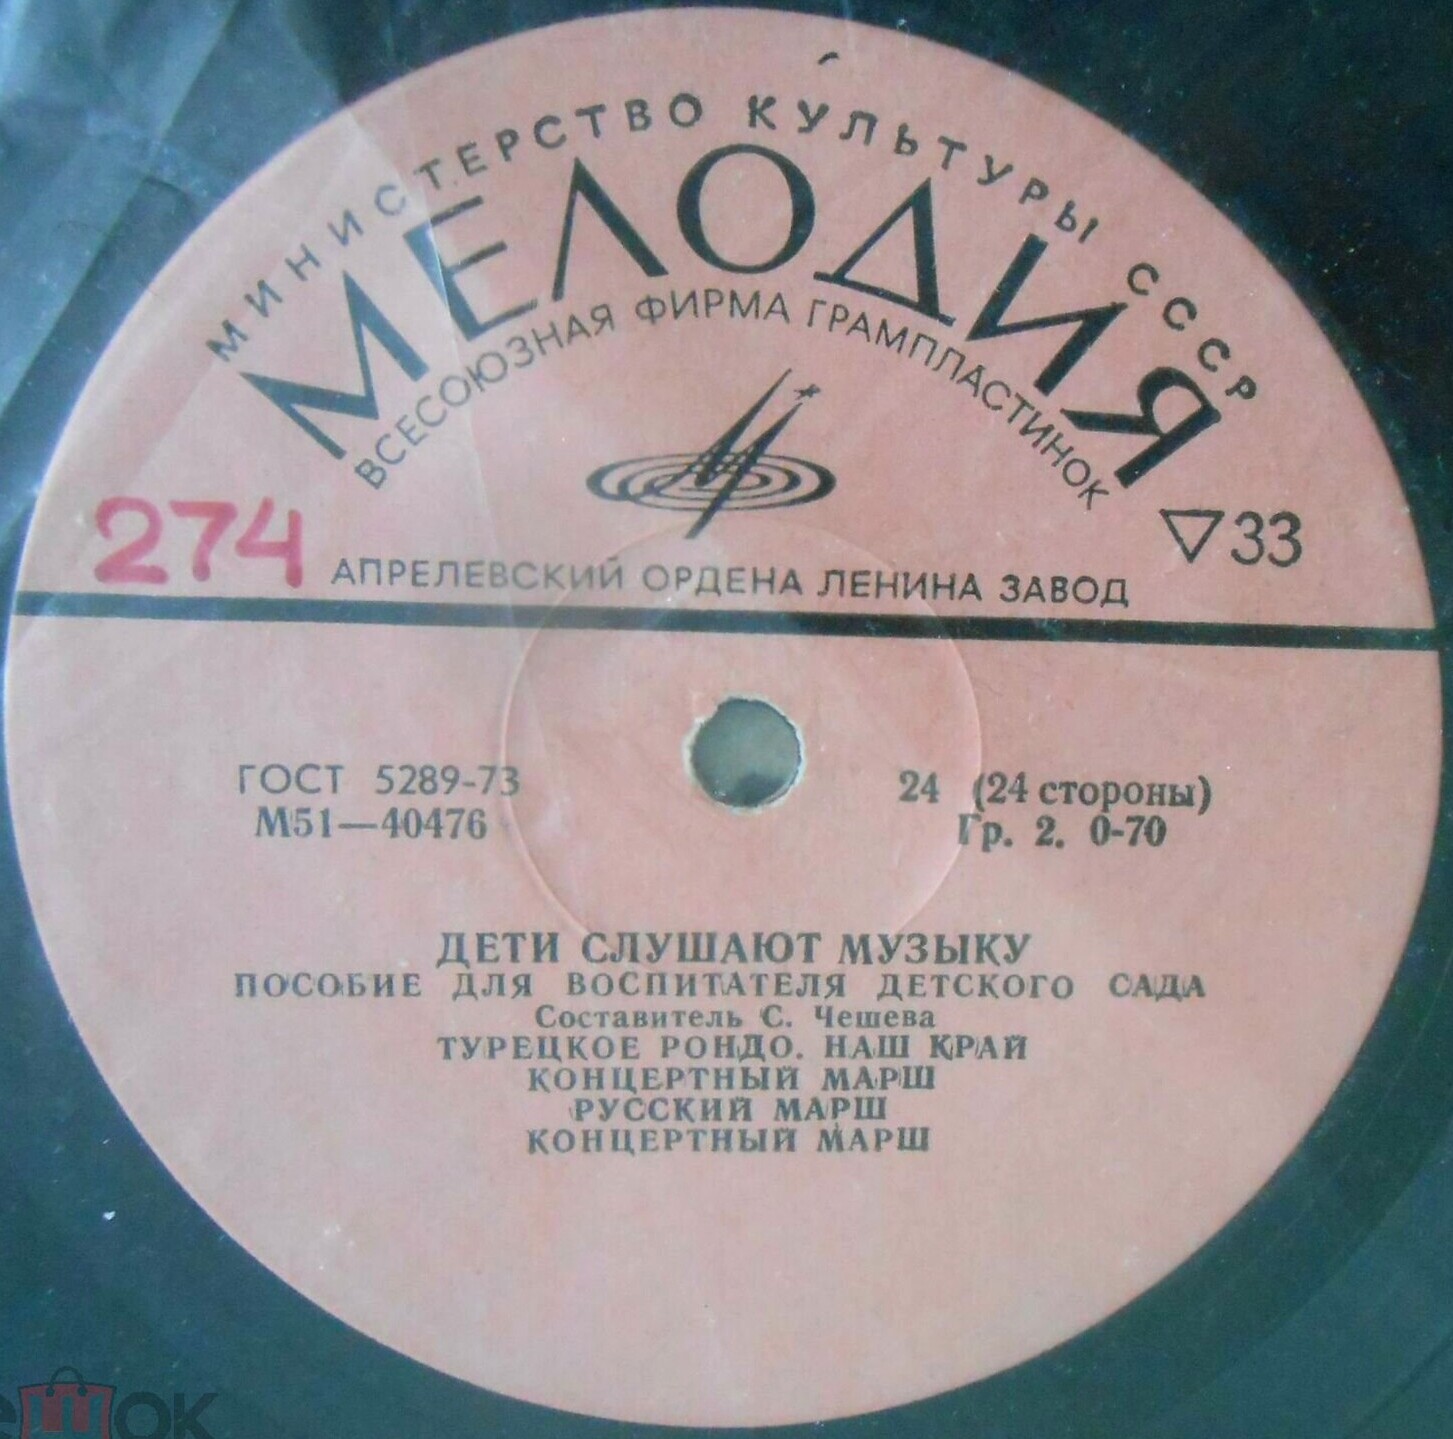 МИНИСТЕРСТВО КУЛЬТУРЫ СССР
МЕЛОДИЯ
ВСЕСОЮЗНАЯ ФИРМА ГРАМПЛАСТИНОК
▽33
274
АПРЕЛЕВСКИЙ ОРДЕНА ЛЕНИНА ЗАВОД
ГОСТ 5289-73
М51—40476
24 (24 стороны)
Гр. 2. 0-70
ДЕТИ СЛУШАЮТ МУЗЫКУ
ПОСОБИЕ ДЛЯ ВОСПИТАТЕЛЯ ДЕТСКОГО САДА
Составитель С. Чешева
ТУРЕЦКОЕ РОНДО. НАШ КРАЙ
КОНЦЕРТНЫЙ МАРШ
РУССКИЙ МАРШ
КОНЦЕРТНЫЙ МАРШ